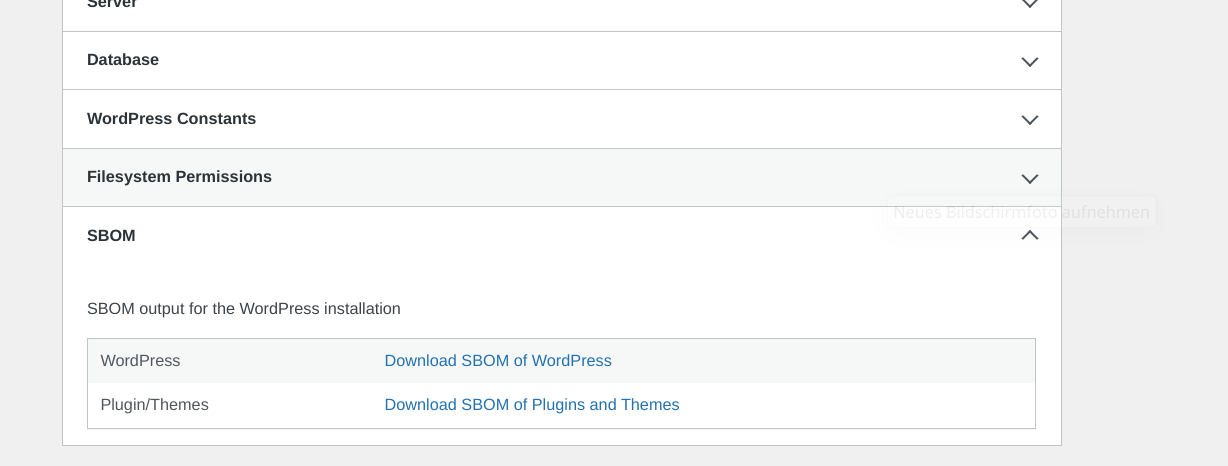 Server
Database
WordPress Constants
Filesystem Permissions
Neues Bildschirmfoto aufnehmen
SBOM
SBOM output for the WordPress installation
WordPress Download SBOM of WordPress
Plugin/Themes Download SBOM of Plugins and Themes